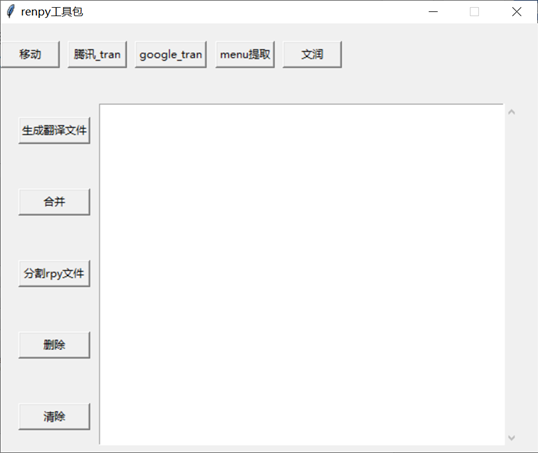 renpy工具包
移动 腾讯_tran google_tran menu提取 文润
生成翻译文件
合并
分割rpy文件
删除
清除